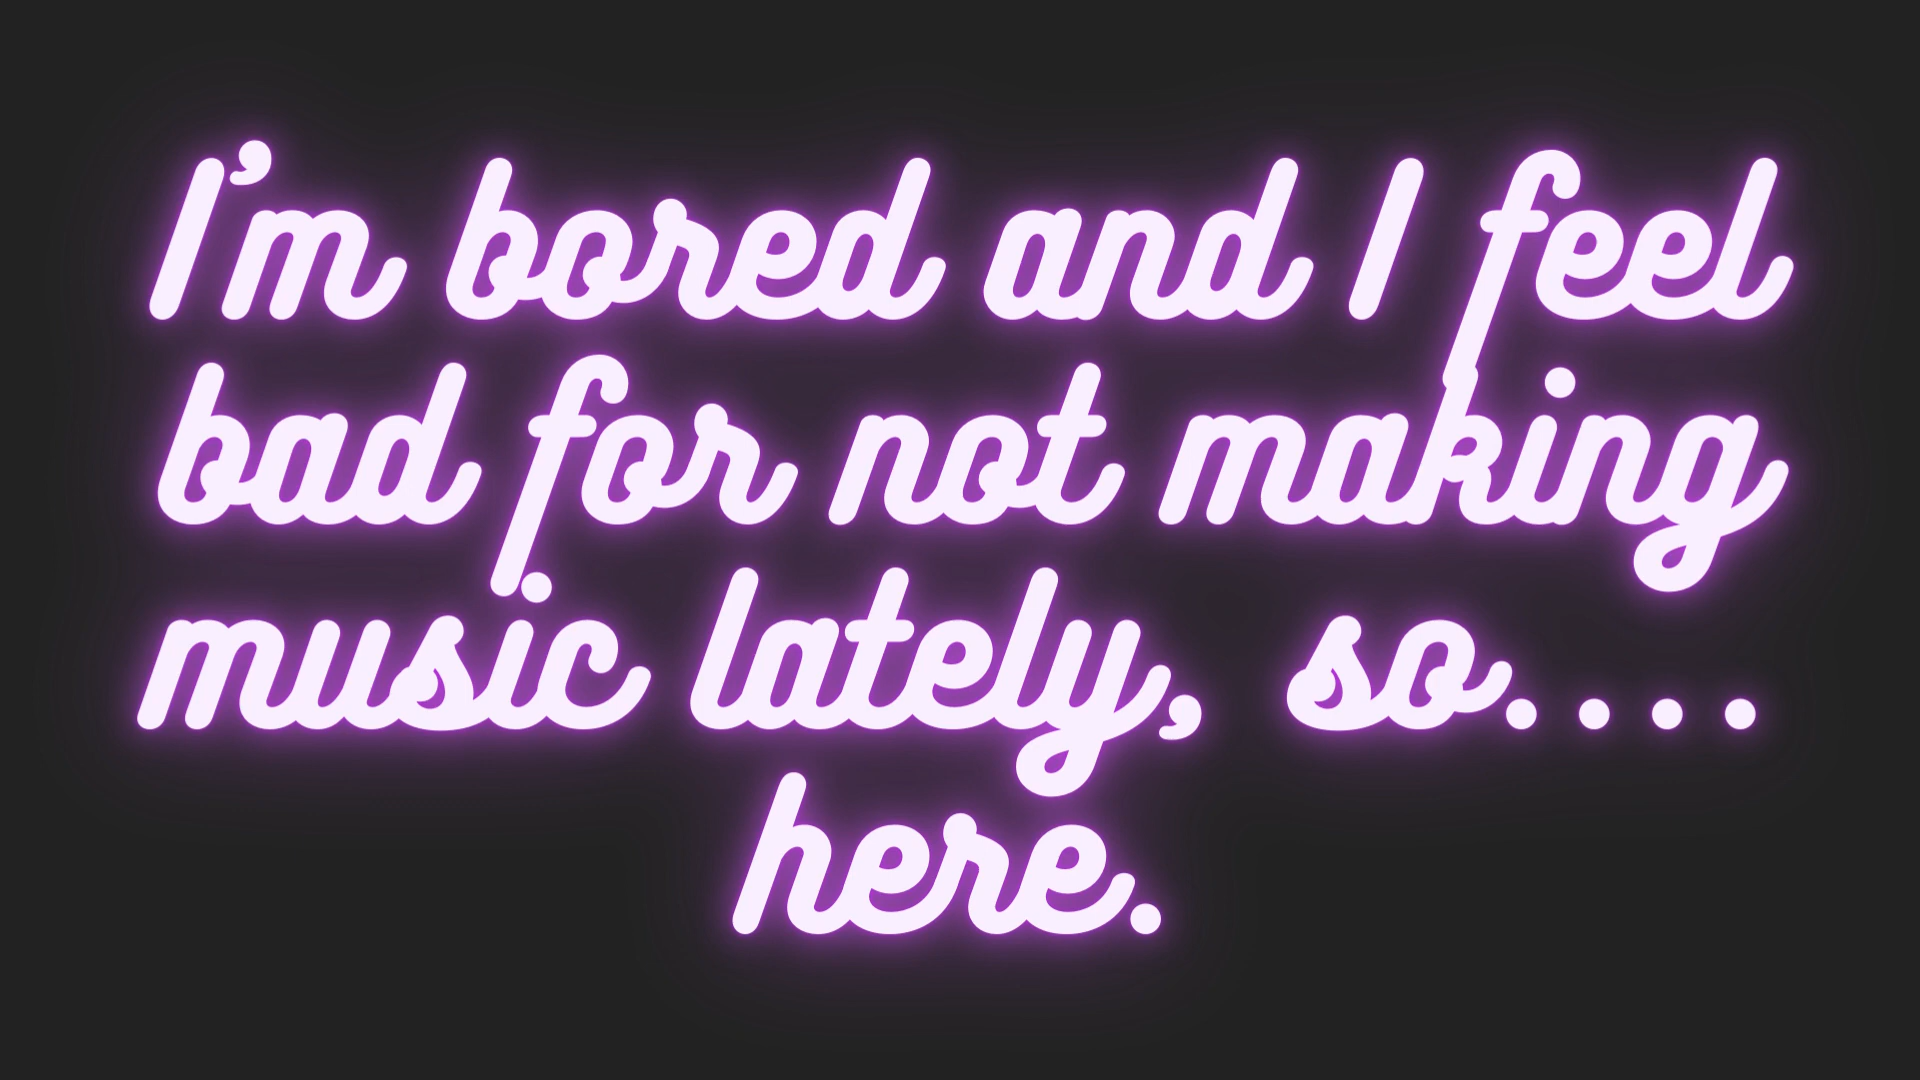 I'm bored and I feel
bad for not making
music lately, so....
here.